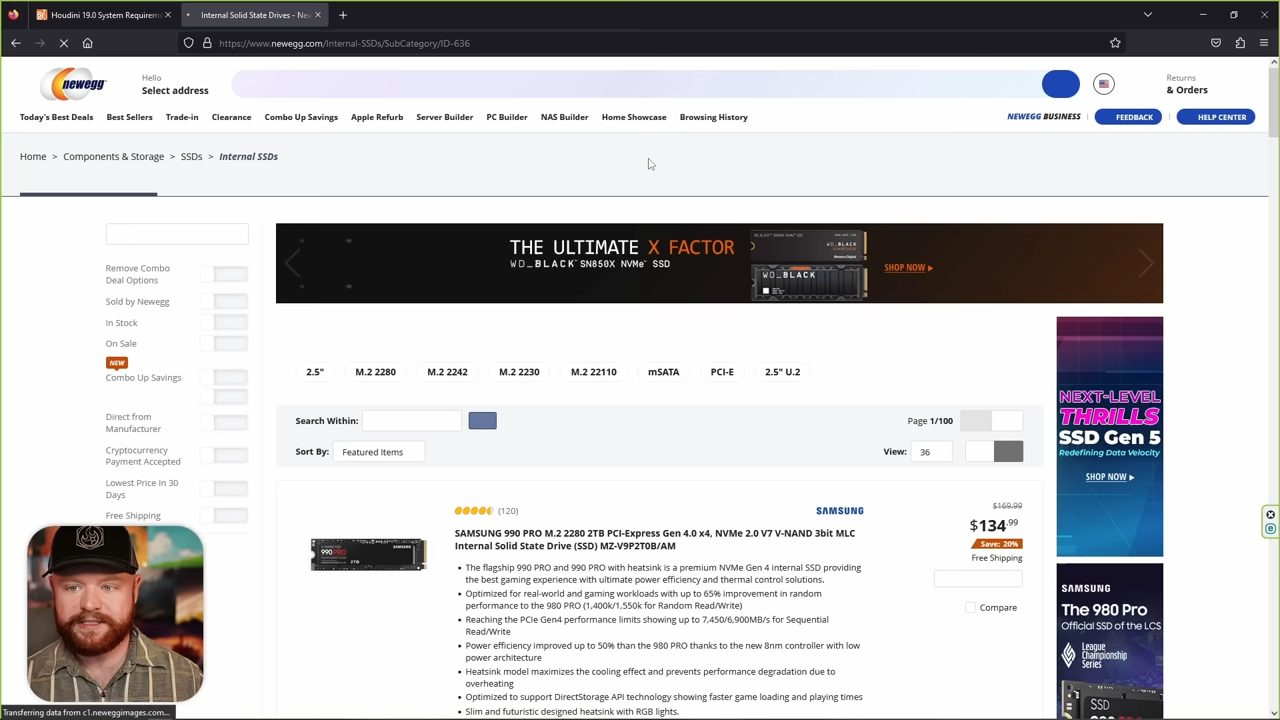 Houdini 19.0 System Requirem
Internal Solid State Drives - Ne
https://www.newegg.com/Internal-SSDs/SubCategory/ID-636
newegg
Hello
Select address
Returns
& Orders
Today's Best Deals
Best Sellers
Trade-in
Clearance
Combo Up Savings
Apple Refurb
Server Builder
PC Builder
NAS Builder
Home Showcase
Browsing History
NEWEGG BUSINESS
FEEDBACK
HELP CENTER
Home > Components & Storage > SSDs > Internal SSDs
Remove Combo
Deal Options
Sold by Newegg
In Stock
On Sale
NEW
Combo Up Savings
Direct from
Manufacturer
Cryptocurrency
Payment Accepted
Lowest Price In 30
Days
Free Shipping
THE ULTIMATE X FACTOR
WD_BLACK SN850X NVMe™ SSD
WD_BLACK
SHOP NOW
2.5"
M.2 2280
M.2 2242
M.2 2230
M.2 22110
mSATA
PCI-E
2.5" U.2
Search Within:
Page 1/100
Sort By:
Featured Items
View:
36
(120)
SAMSUNG
SAMSUNG 990 PRO M.2 2280 2TB PCI-Express Gen 4.0 x4, NVMe 2.0 V7 V-NAND 3bit MLC
Internal Solid State Drive (SSD) MZ-V9P2T0B/AM
• The flagship 990 PRO and 990 PRO with heatsink is a premium NVMe Gen 4 internal SSD providing
the best gaming experience with ultimate power efficiency and thermal control solutions.
• Optimized for real-world and gaming workloads with up to 65% improvement in random
performance to the 980 PRO (1,400k/1,550k for Random Read/Write)
• Reaching the PCIe Gen4 performance limits showing up to 7,450/6,900MB/s for Sequential
Read/Write
• Power efficiency improved up to 50% than the 980 PRO thanks to the new 8nm controller with low
power architecture
• Heatsink model maximizes the cooling effect and prevents performance degradation due to
overheating
• Optimized to support DirectStorage API technology showing faster game loading and playing times
• Slim and futuristic designed heatsink with RGB lights.
$169.99
$134.99
Save: 20%
Free Shipping
Compare
NEXT-LEVEL
THRILLS
SSD Gen 5
Redefining Data Velocity
SHOP NOW
SAMSUNG
The 980 Pro
Official SSD of the LCS
LEAGUE
CHAMPIONSHIP
SERIES
SSD
Transferring data from c1.neweggimages.com...